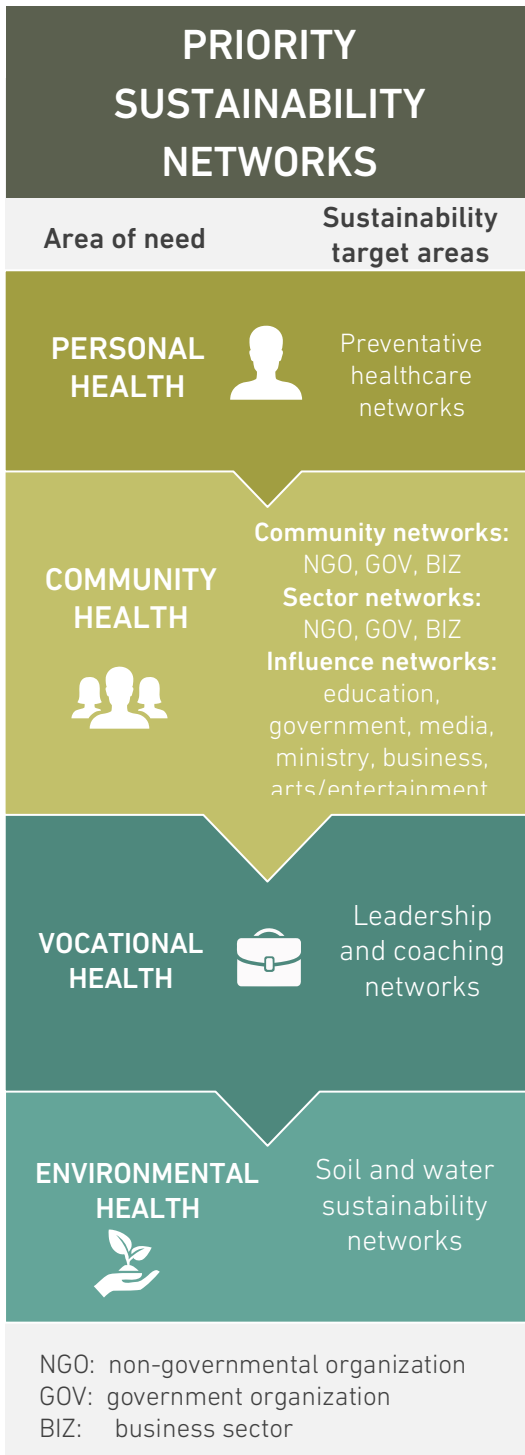 PRIORITY
SUSTAINABILITY
NETWORKS
Area of need
Sustainability
target areas
PERSONAL
HEALTH
Preventative
healthcare
networks
COMMUNITY
HEALTH
Community networks:
NGO, GOV, BIZ
Sector networks:
NGO, GOV, BIZ
Influence networks:
education,
government, media,
ministry, business,
arts/entertainment
VOCATIONAL
HEALTH
Leadership
and coaching
networks
ENVIRONMENTAL
HEALTH
Soil and water
sustainability
networks
NGO: non-governmental organization
GOV: government organization
BIZ: business sector